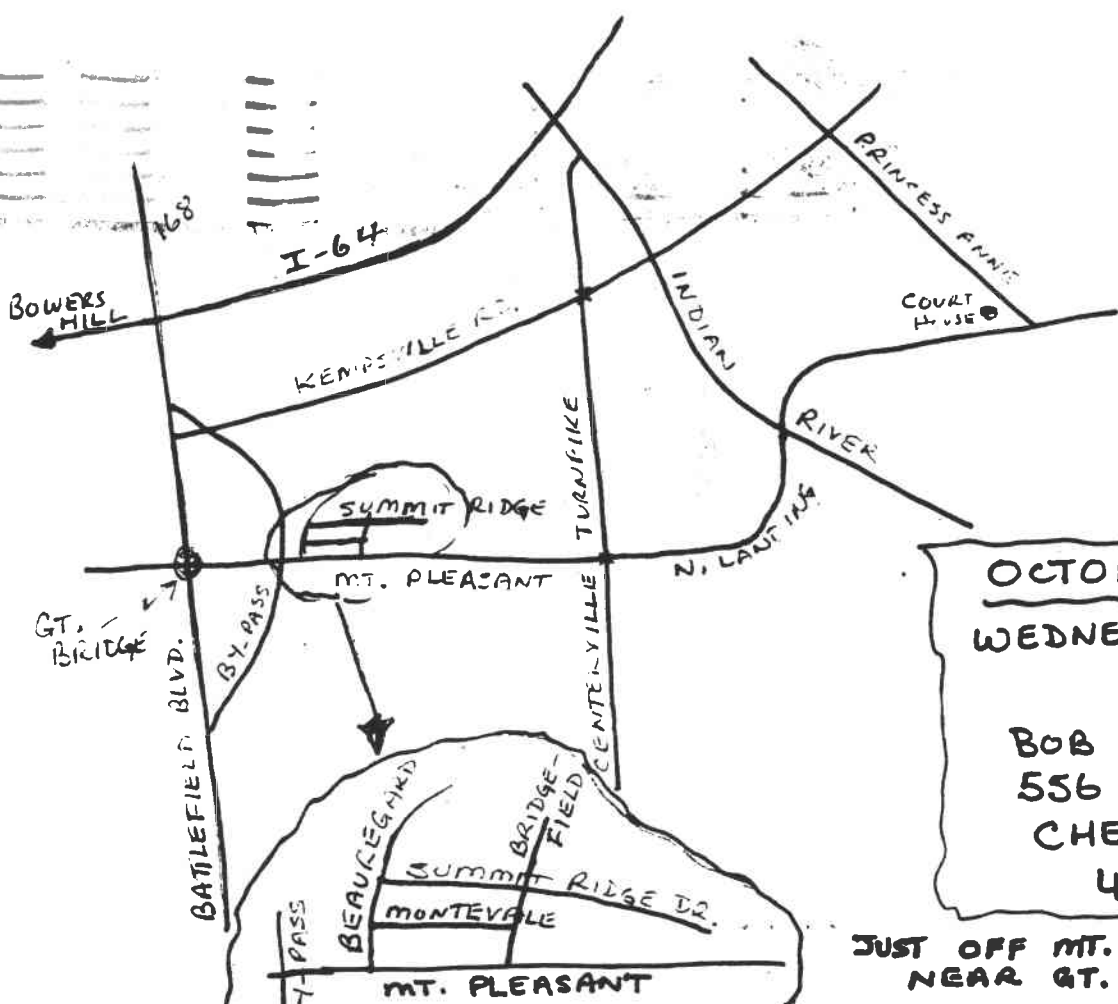 168
I-64
BOWERS
HILL
KEMPSVILLE RD.
INDIAN
RIVER
PRINCESS ANNE
COURT
HOUSE
TURNPIKE
CENTERVILLE
SUMMIT RIDGE
MT. PLEASANT
N. LANDING
GT.
BRIDGE
BY-PASS
BATTLEFIELD BLVD.
OCTO
WEDNE
BOB
556
CHE
4
BEAUREGARD
BRIDGE-
FIELD
SUMMIT RIDGE DR.
MONTEVALE
Y-PASS
MT. PLEASANT
JUST OFF MT.
NEAR GT.